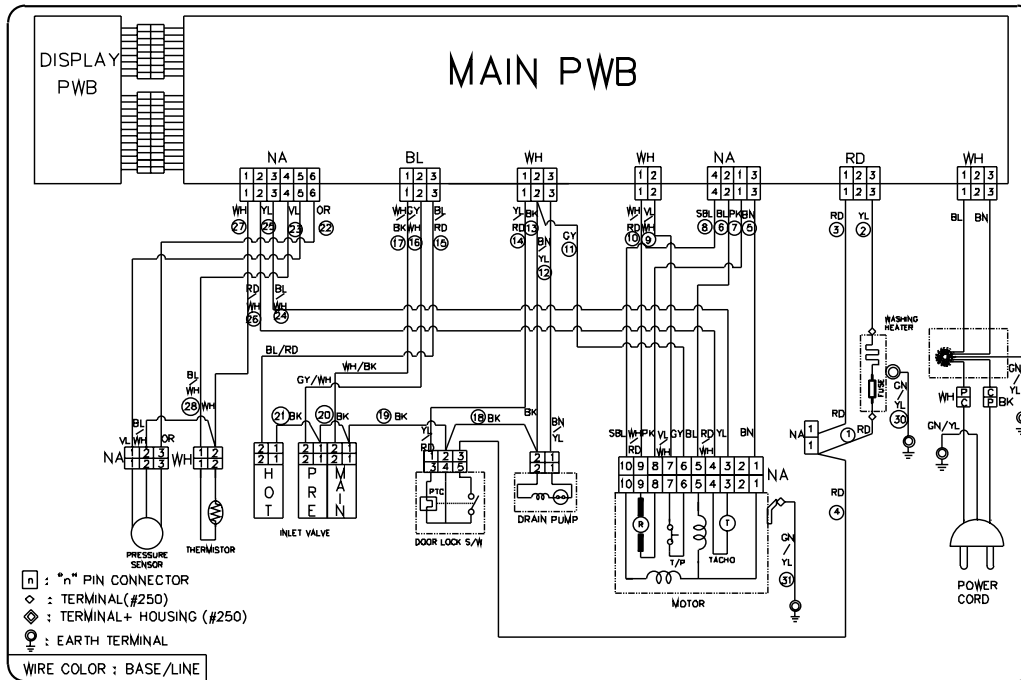 DISPLAY
PWB
MAIN PWB
NA
BL
WH
WH
NA
RD
WH
1 2 3 4 5 6
1 2 3 4 5 6
1 2 3
1 2 3
1 2 3
1 2 3
1 2
1 2
4 2 1 3
4 2 1 3
1 2 3
1 2 3
1 2 3
1 2 3
WH
27
YL
25
VL
23
OR
22
WH/BK
17
GY/WH
16
BL/RD
15
YL/RD
14
BK
13
BN/YL
12
GY
11
WH/RD
10
VL/WH
9
SBL
8
BL
6
PK
7
BN
5
RD
3
YL
2
BL
BN
RD/WH
26
BL/WH
24
BL/RD
WH/BK
GY/WH
WASHING
HEATER
FUSE
GN/YL
30
GN/YL
WH
P
C
C
P
BK
GN/YL
BL/WH
28
WH
21
BK
20
BK
19
BK
18
BK
BK
YL/RD
BN/YL
SBL
WH/RD
PK
VL/WH
GY
BL
RD/WH
YL
BN
NA
1
1
RD
1
RD
RD
4
BL
VL
WH
OR
NA
1 2 3
1 2 3
WH
1 2
1 2
2 1
2 1
HOT
2 1
2 1
PRE
2 1
2 1
MAIN
1 2
3 4 5
PTC
2 1
2 1
10 9 8 7 6 5 4 3 2 1
10 9 8 7 6 5 4 3 2 1
NA
R
T/P
T
TACHO
GN/YL
31
PRESSURE
SENSOR
THERMISTOR
INLET VALVE
DOOR LOCK S/W
DRAIN PUMP
MOTOR
POWER
CORD
n : "n" PIN CONNECTOR
: TERMINAL(#250)
: TERMINAL+ HOUSING (#250)
: EARTH TERMINAL
WIRE COLOR : BASE/LINE